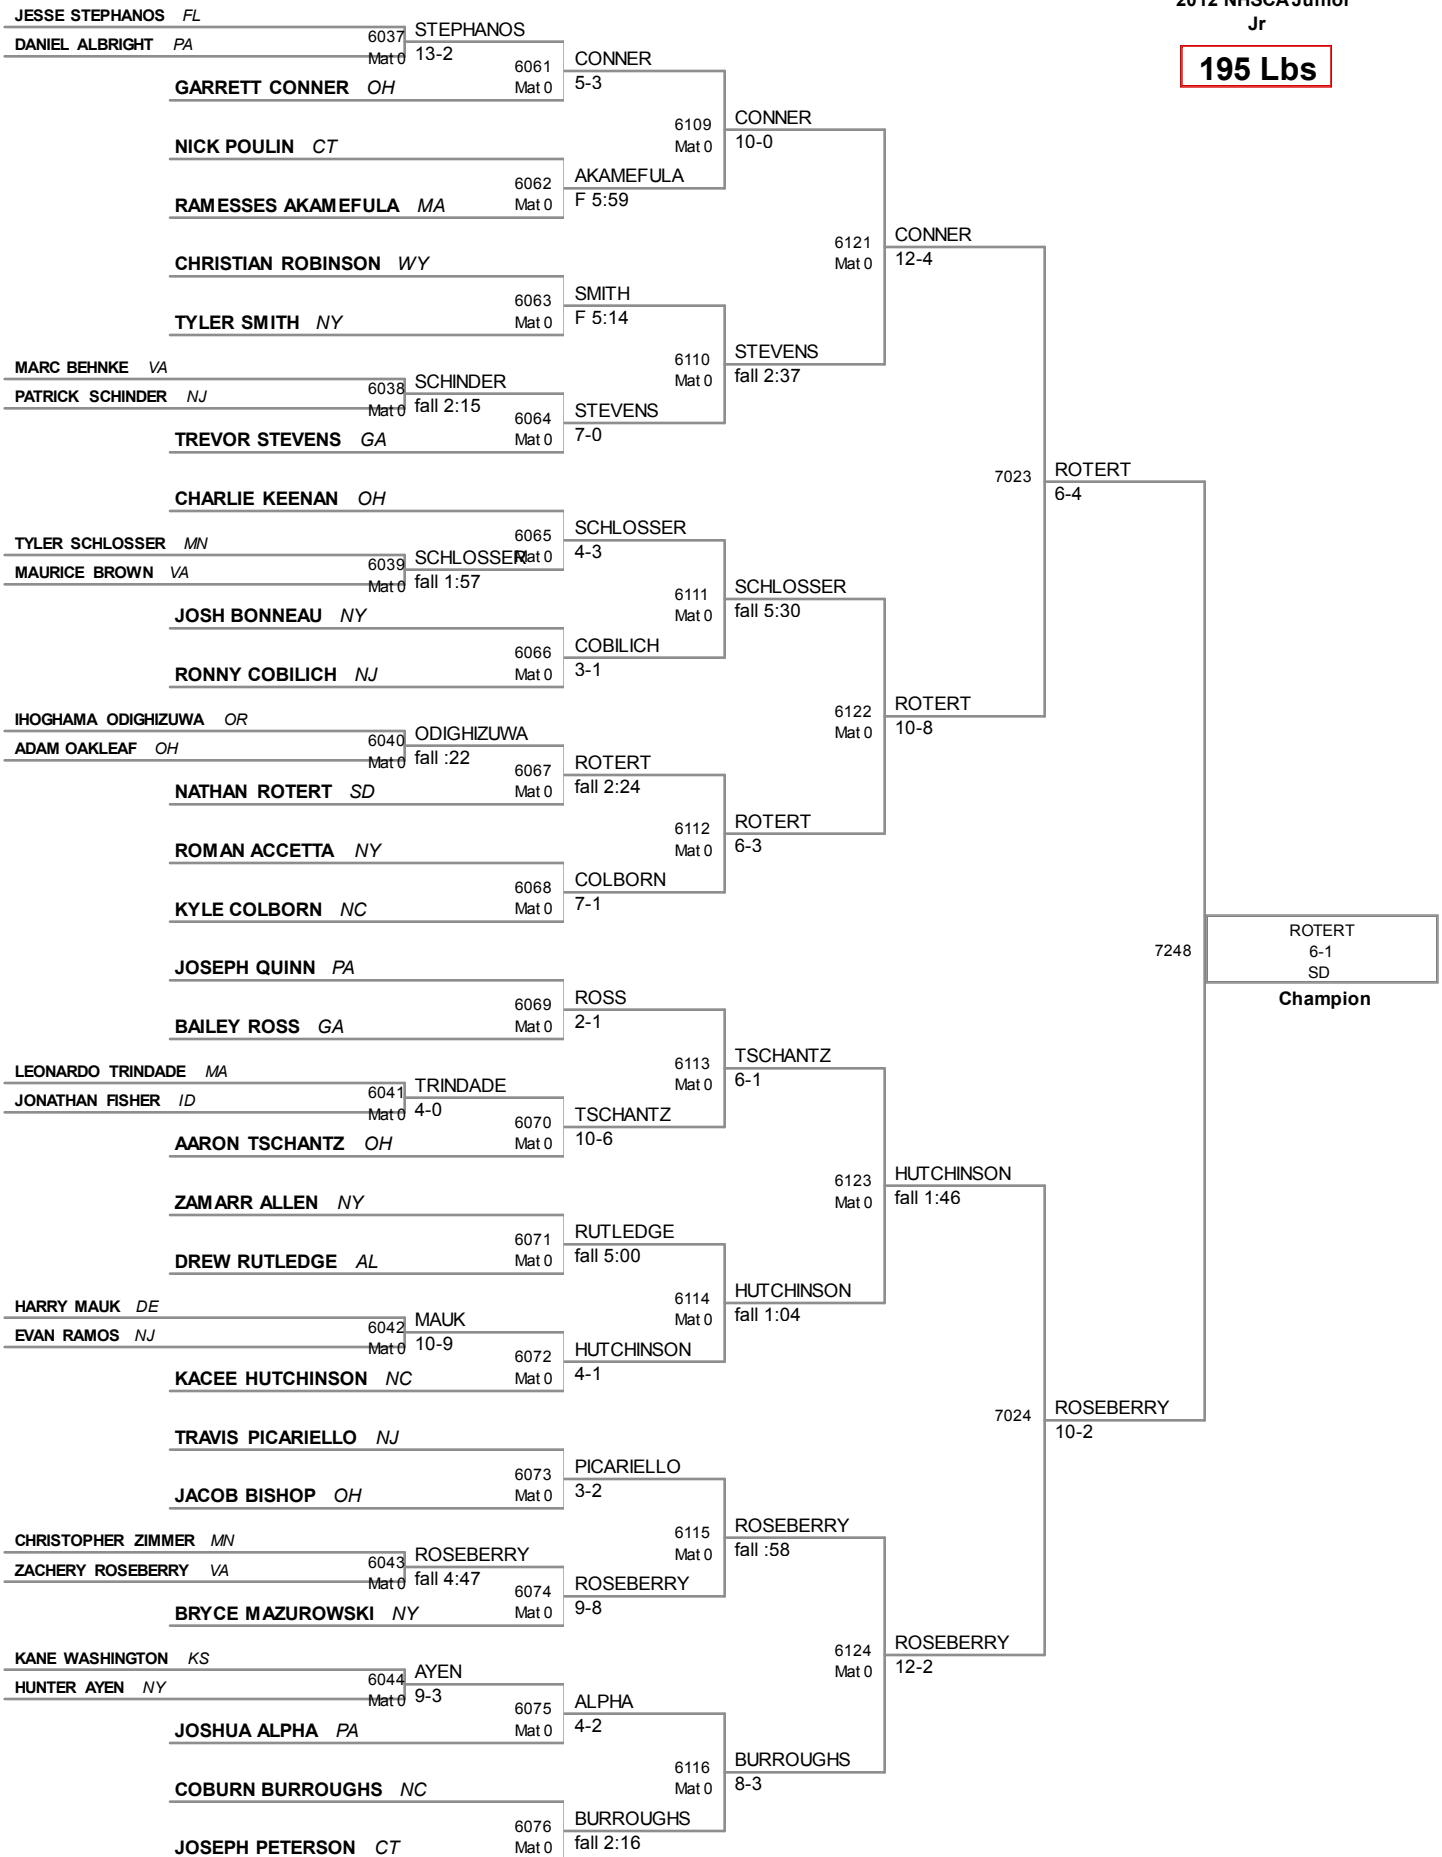 2012 NHSCA Junior
Jr
195 Lbs
JESSE STEPHANOS FL
DANIEL ALBRIGHT PA
6037 STEPHANOS
Mat 0 13-2
GARRETT CONNER OH
6061 CONNER
Mat 0 5-3
NICK POULIN CT
6109 CONNER
Mat 0 10-0
RAMESSES AKAMEFULA MA
6062 AKAMEFULA
Mat 0 F 5:59
CHRISTIAN ROBINSON WY
6121 CONNER
Mat 0 12-4
TYLER SMITH NY
6063 SMITH
Mat 0 F 5:14
MARC BEHNKE VA
PATRICK SCHINDER NJ
6038 SCHINDER
Mat 0 fall 2:15
6110 STEVENS
Mat 0 fall 2:37
TREVOR STEVENS GA
6064 STEVENS
Mat 0 7-0
7023 ROTERT
6-4
CHARLIE KEENAN OH
TYLER SCHLOSSER MN
MAURICE BROWN VA
6039 SCHLOSSER
Mat 0 fall 1:57
6065 SCHLOSSER
Mat 0 4-3
JOSH BONNEAU NY
6111 SCHLOSSER
Mat 0 fall 5:30
RONNY COBILICH NJ
6066 COBILICH
Mat 0 3-1
IHOGHAMA ODIGHIZUWA OR
ADAM OAKLEAF OH
6040 ODIGHIZUWA
Mat 0 fall :22
6122 ROTERT
Mat 0 10-8
NATHAN ROTERT SD
6067 ROTERT
Mat 0 fall 2:24
ROMAN ACCETTA NY
6112 ROTERT
Mat 0 6-3
KYLE COLBORN NC
6068 COLBORN
Mat 0 7-1
7248 ROTERT
6-1
SD
Champion
JOSEPH QUINN PA
BAILEY ROSS GA
6069 ROSS
Mat 0 2-1
LEONARDO TRINDADE MA
JONATHAN FISHER ID
6041 TRINDADE
Mat 0 4-0
6113 TSCHANTZ
Mat 0 6-1
AARON TSCHANTZ OH
6070 TSCHANTZ
Mat 0 10-6
ZAMARR ALLEN NY
6123 HUTCHINSON
Mat 0 fall 1:46
DREW RUTLEDGE AL
6071 RUTLEDGE
Mat 0 fall 5:00
HARRY MAUK DE
EVAN RAMOS NJ
6042 MAUK
Mat 0 10-9
6114 HUTCHINSON
Mat 0 fall 1:04
KACEE HUTCHINSON NC
6072 HUTCHINSON
Mat 0 4-1
7024 ROSEBERRY
10-2
TRAVIS PICARIELLO NJ
JACOB BISHOP OH
6073 PICARIELLO
Mat 0 3-2
CHRISTOPHER ZIMMER MN
ZACHERY ROSEBERRY VA
6043 ROSEBERRY
Mat 0 fall 4:47
6115 ROSEBERRY
Mat 0 fall :58
BRYCE MAZUROWSKI NY
6074 ROSEBERRY
Mat 0 9-8
KANE WASHINGTON KS
HUNTER AYEN NY
6044 AYEN
Mat 0 9-3
6124 ROSEBERRY
Mat 0 12-2
JOSHUA ALPHA PA
6075 ALPHA
Mat 0 4-2
COBURN BURROUGHS NC
6116 BURROUGHS
Mat 0 8-3
JOSEPH PETERSON CT
6076 BURROUGHS
Mat 0 fall 2:16